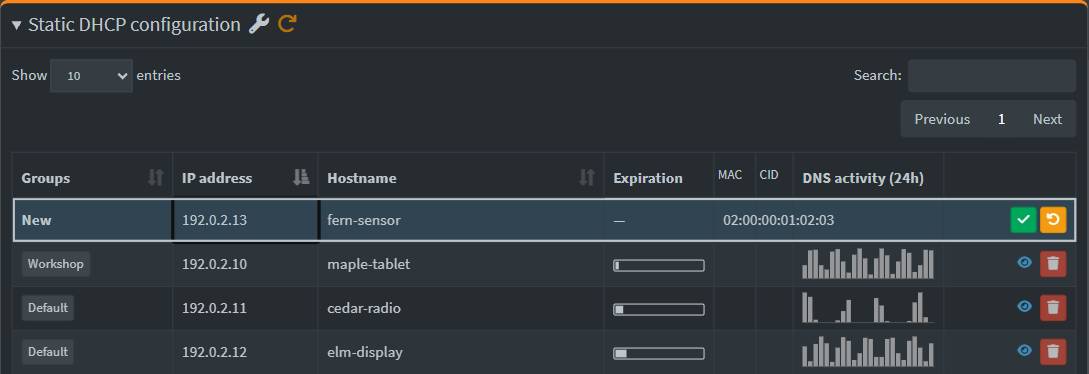 Static DHCP configuration
Show 10 entries
Search:
Previous 1 Next
Groups IP address Hostname Expiration MAC CID DNS activity (24h)
New 192.0.2.13 fern-sensor — 02:00:00:01:02:03
Workshop 192.0.2.10 maple-tablet
Default 192.0.2.11 cedar-radio
Default 192.0.2.12 elm-display